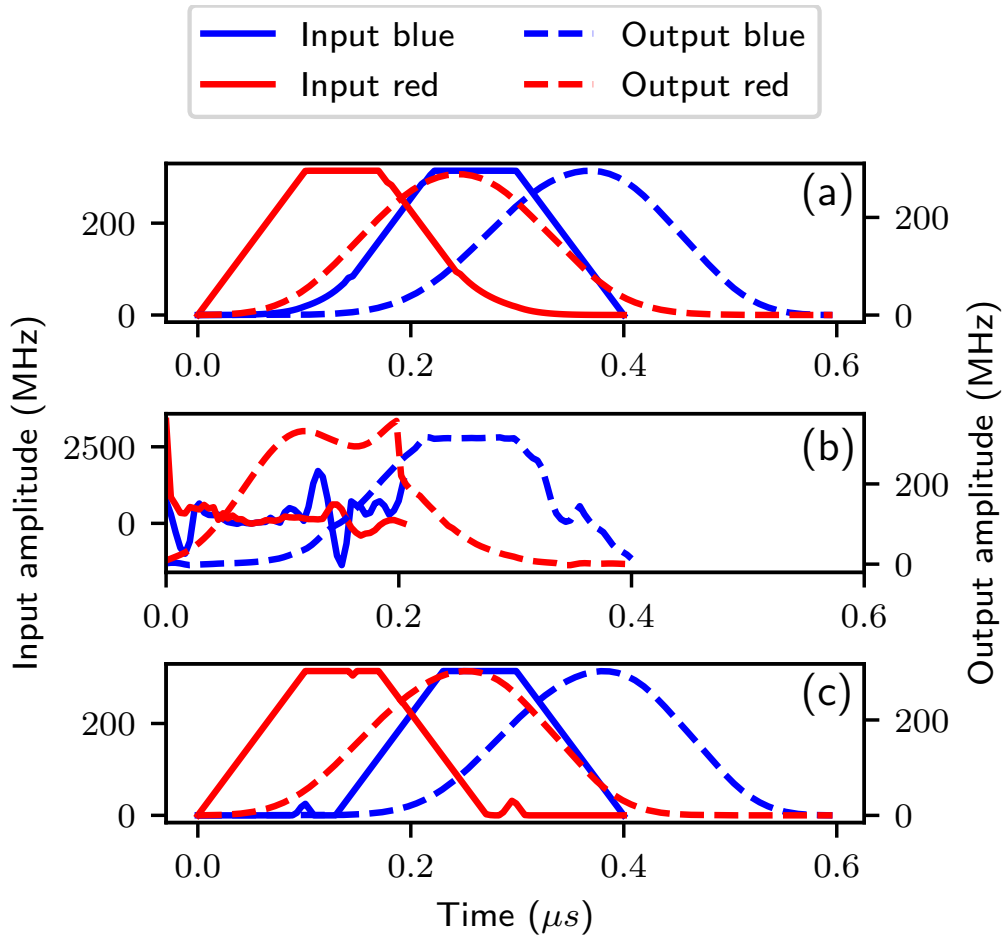 Input blue
Output blue
Input red
Output red
Input amplitude (MHz)
Output amplitude (MHz)
(a)
200
0
200
0
0.0 0.2 0.4 0.6
(b)
2500
0
200
0
0.0 0.2 0.4 0.6
(c)
200
0
200
0
0.0 0.2 0.4 0.6
Time (μs)